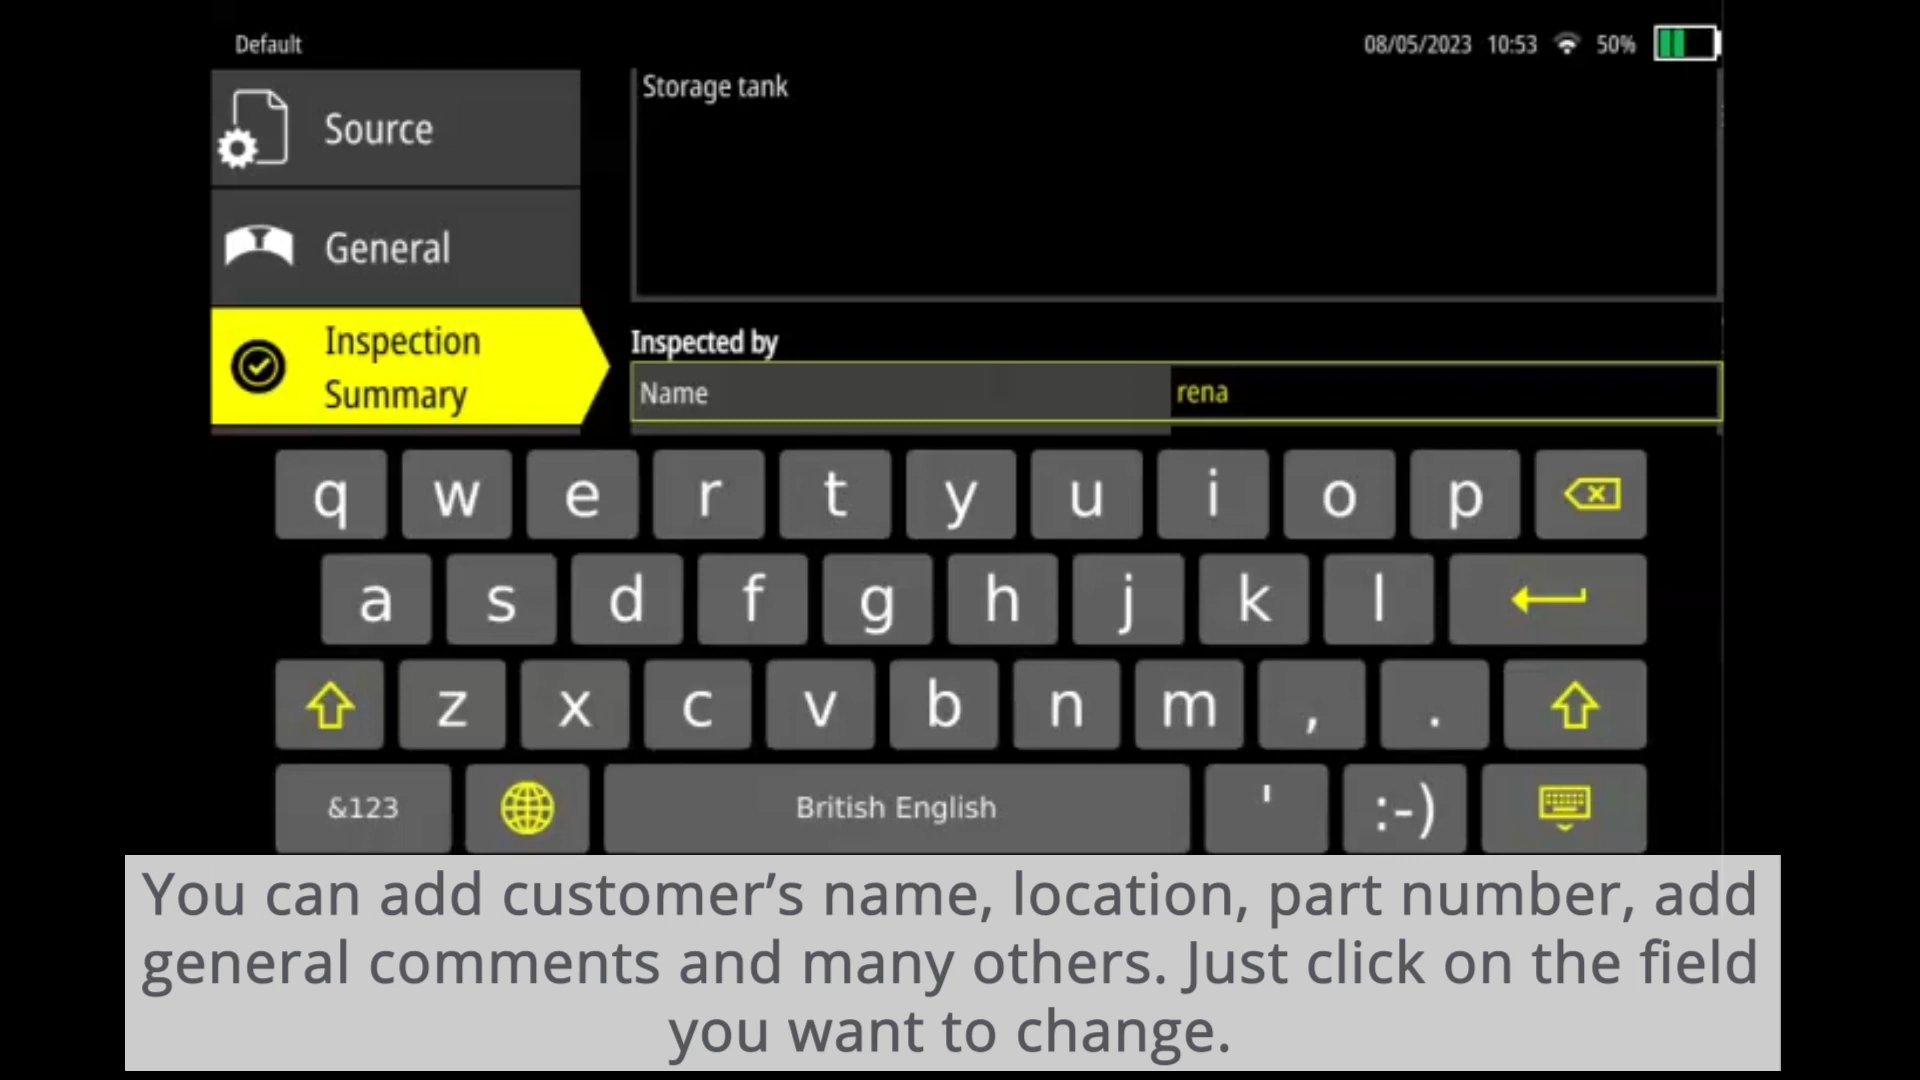 Default
08/05/2023 10:53 50%
Source
General
Inspection
Summary
Storage tank
Inspected by
Name rena
q w e r t y u i o p
a s d f g h j k l
z x c v b n m , .
&123 British English ' :-)
You can add customer’s name, location, part number, add
general comments and many others. Just click on the field
you want to change.